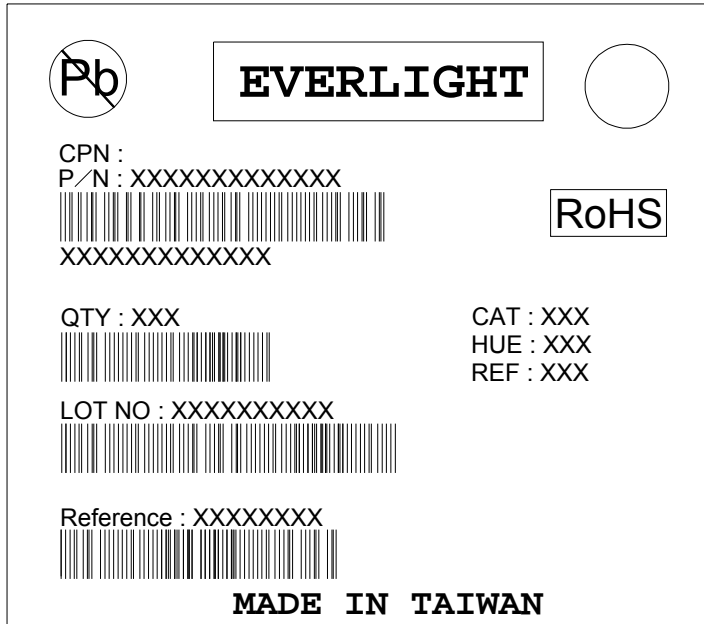 Pb
EVERLIGHT
CPN :
P/N : XXXXXXXXXXXXX
RoHS
XXXXXXXXXXXXX
QTY : XXX
CAT : XXX
HUE : XXX
REF : XXX
LOT NO : XXXXXXXXXX
Reference : XXXXXXXX
MADE IN TAIWAN